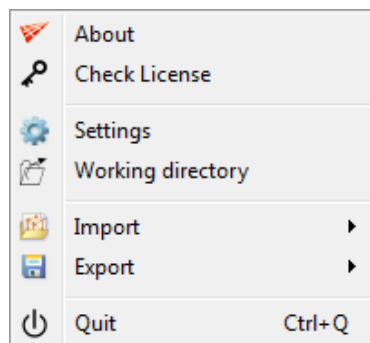 About
Check License
Settings
Working directory
Import
Export
Quit Ctrl+Q